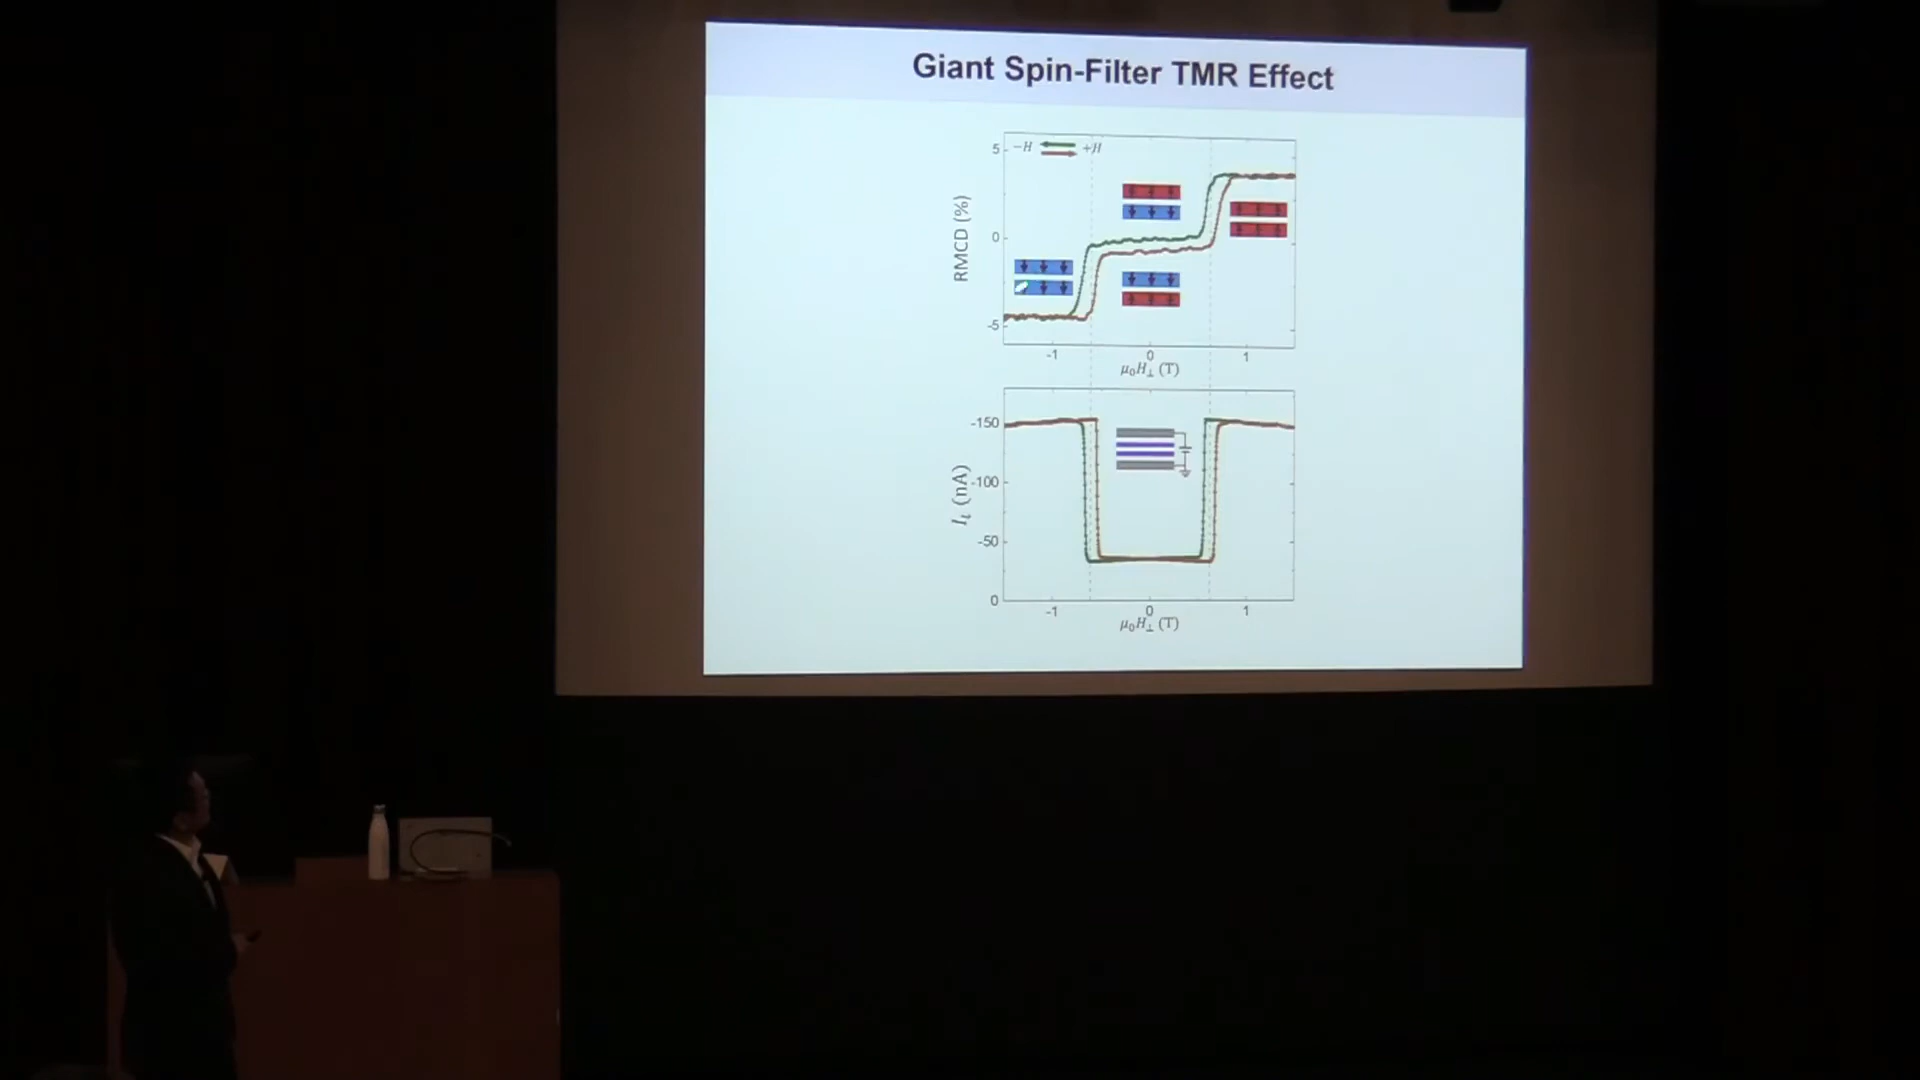 Giant Spin-Filter TMR Effect
5
−H +H
RMCD (%)
0
-5
-1 0 1
μ₀H⊥ (T)
-150
Iₜ (nA)
-100
-50
0
-1 0 1
μ₀H⊥ (T)